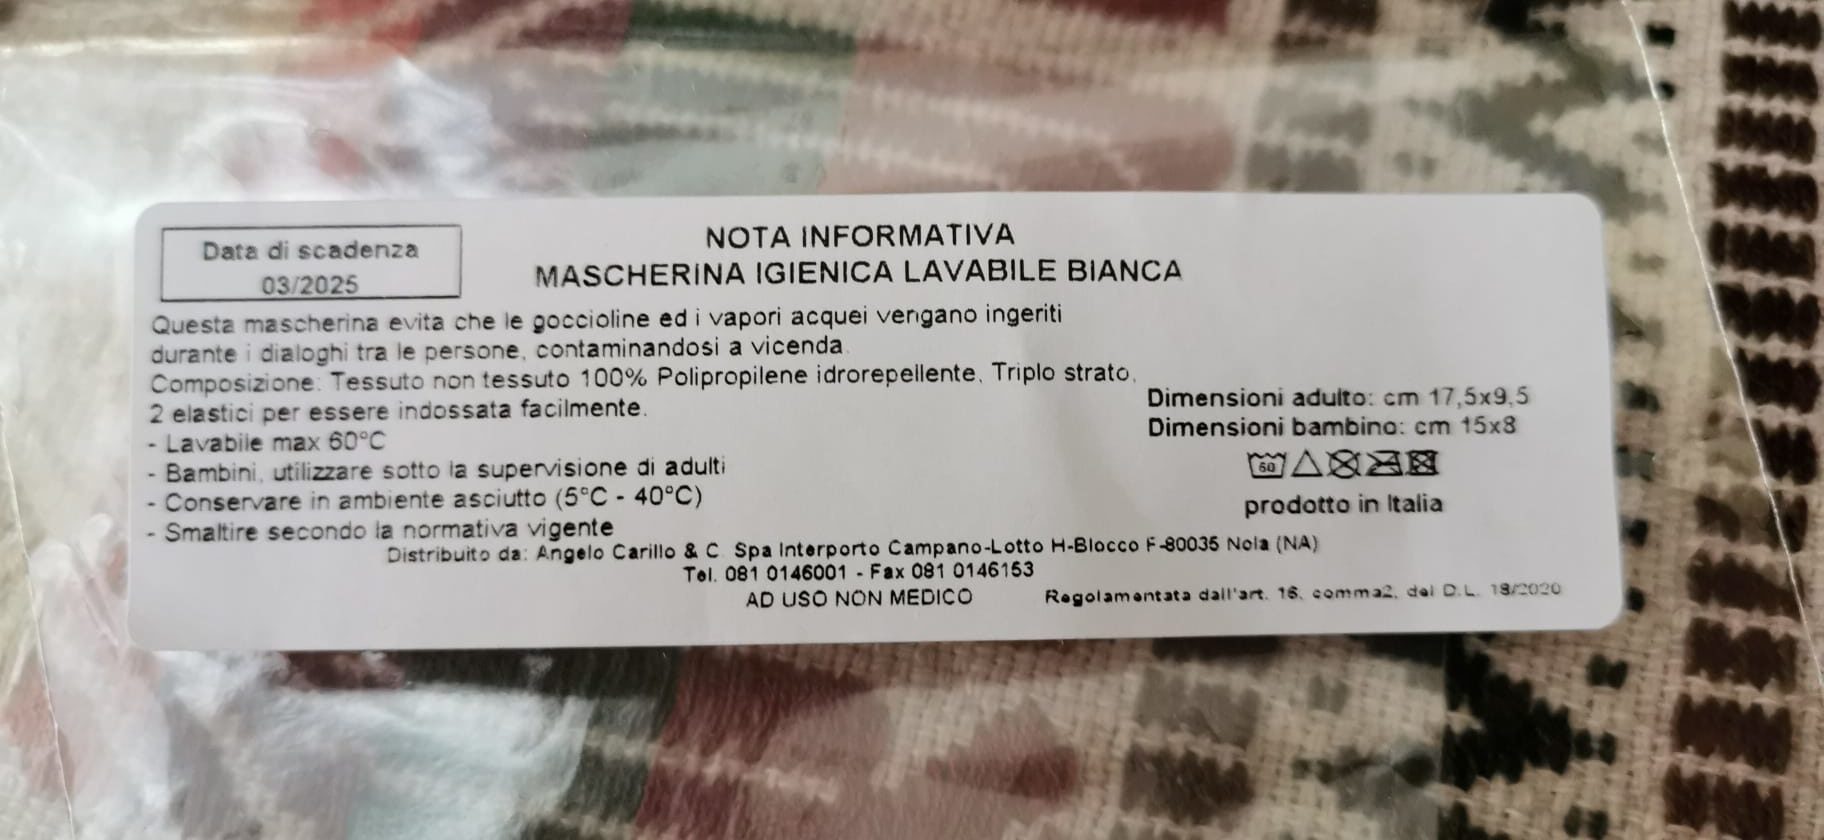 Data di scadenza
03/2025
NOTA INFORMATIVA
MASCHERINA IGIENICA LAVABILE BIANCA
Questa mascherina evita che le goccioline ed i vapori acquei vengano ingeriti
durante i dialoghi tra le persone, contaminandosi a vicenda.
Composizione: Tessuto non tessuto 100% Polipropilene idrorepellente, Triplo strato,
2 elastici per essere indossata facilmente.
- Lavabile max 60°C
- Bambini, utilizzare sotto la supervisione di adulti
- Conservare in ambiente asciutto (5°C - 40°C)
- Smaltire secondo la normativa vigente
Dimensioni adulto: cm 17,5x9,5
Dimensioni bambino: cm 15x8
60
prodotto in Italia
Distribuito da: Angelo Carillo & C. Spa Interporto Campano-Lotto H-Blocco F-80035 Nola (NA)
Tel. 081 0146001 - Fax 081 0146153
AD USO NON MEDICO
Regolamentata dall'art. 16, comma2, del D.L. 18/2020